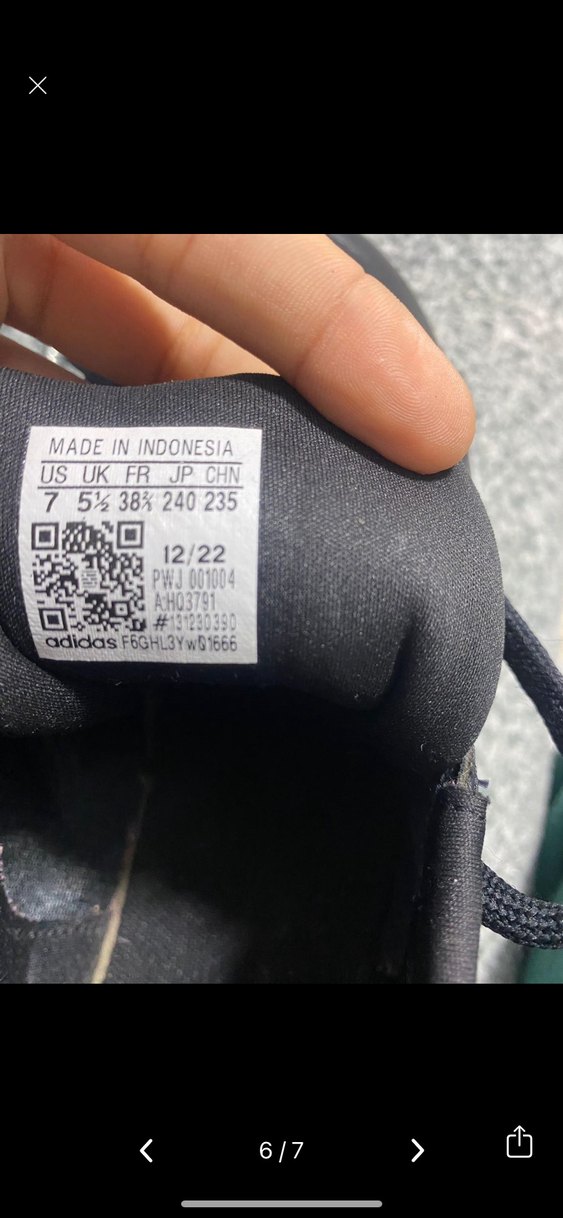 MADE IN INDONESIA
US UK FR JP CHN
7 5½ 38⅔ 240 235
12/22
PWJ 001004
A:HQ3791
#131230390
adidas F6GHL3YwQ1666
6 / 7